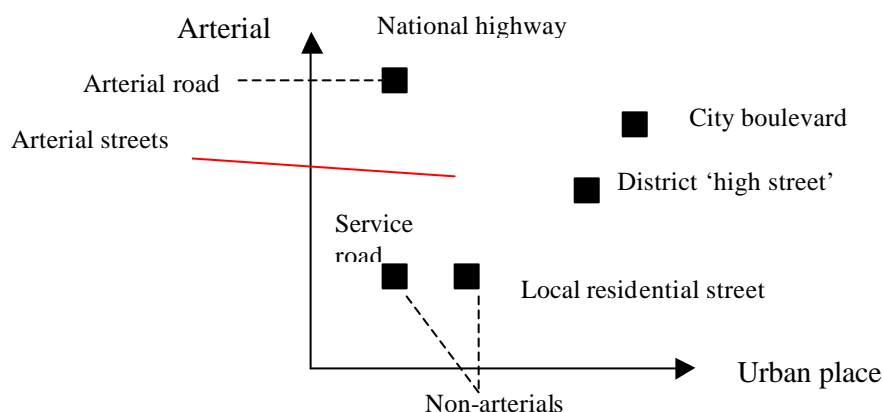 Arterial
National highway
Arterial road
City boulevard
Arterial streets
District ‘high street’
Service
road
Local residential street
Urban place
Non-arterials